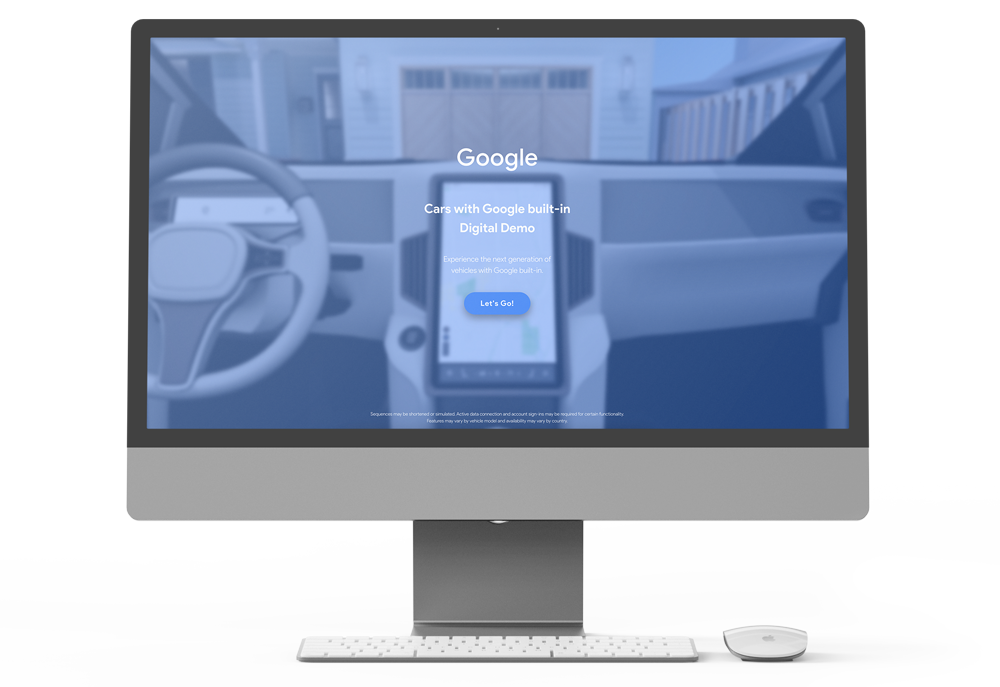 Google
Cars with Google built-in
Digital Demo
Experience the next generation of
vehicles with Google built-in.
Let's Go!
Sequences may be shortened or simulated. Active data connection and account sign-ins may be required for certain functionality.
Features may vary by vehicle model and availability may vary by country.